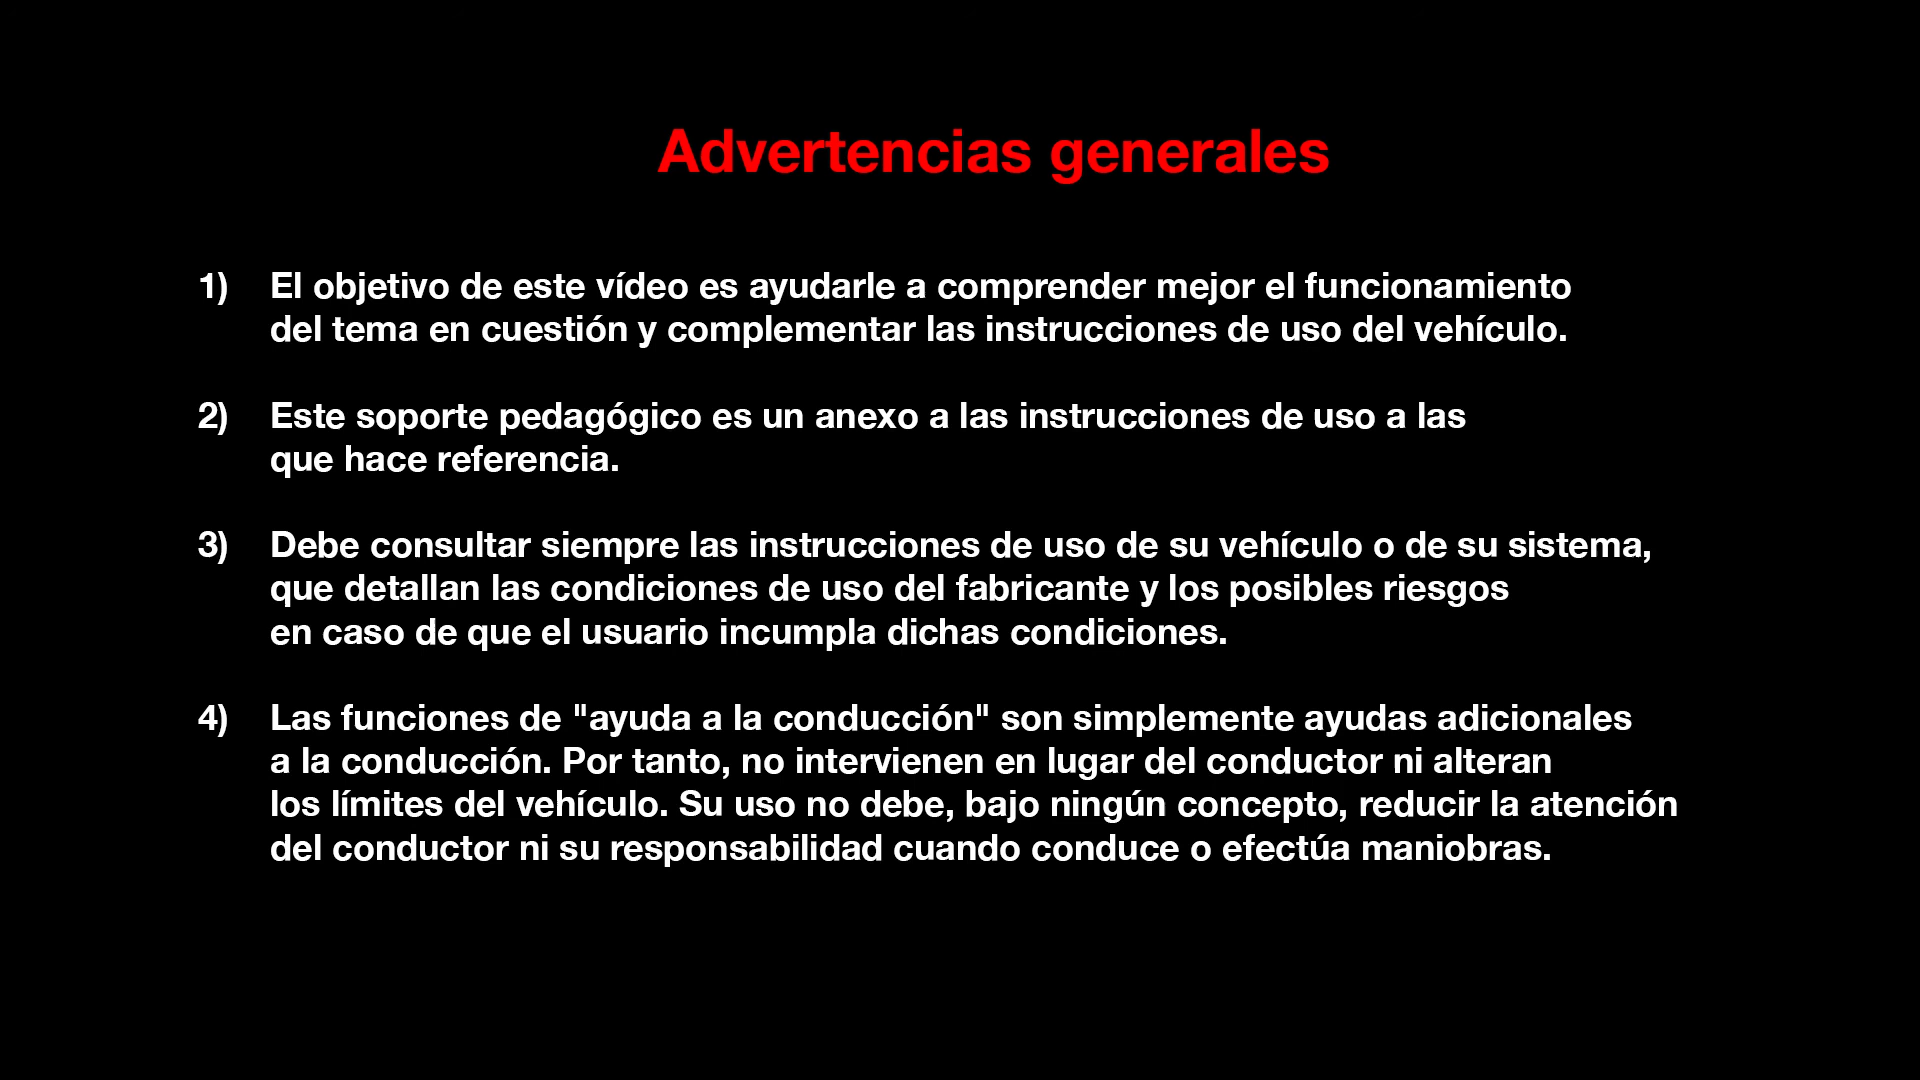 Advertencias generales
1) El objetivo de este vídeo es ayudarle a comprender mejor el funcionamiento
del tema en cuestión y complementar las instrucciones de uso del vehículo.
2) Este soporte pedagógico es un anexo a las instrucciones de uso a las
que hace referencia.
3) Debe consultar siempre las instrucciones de uso de su vehículo o de su sistema,
que detallan las condiciones de uso del fabricante y los posibles riesgos
en caso de que el usuario incumpla dichas condiciones.
4) Las funciones de "ayuda a la conducción" son simplemente ayudas adicionales
a la conducción. Por tanto, no intervienen en lugar del conductor ni alteran
los límites del vehículo. Su uso no debe, bajo ningún concepto, reducir la atención
del conductor ni su responsabilidad cuando conduce o efectúa maniobras.